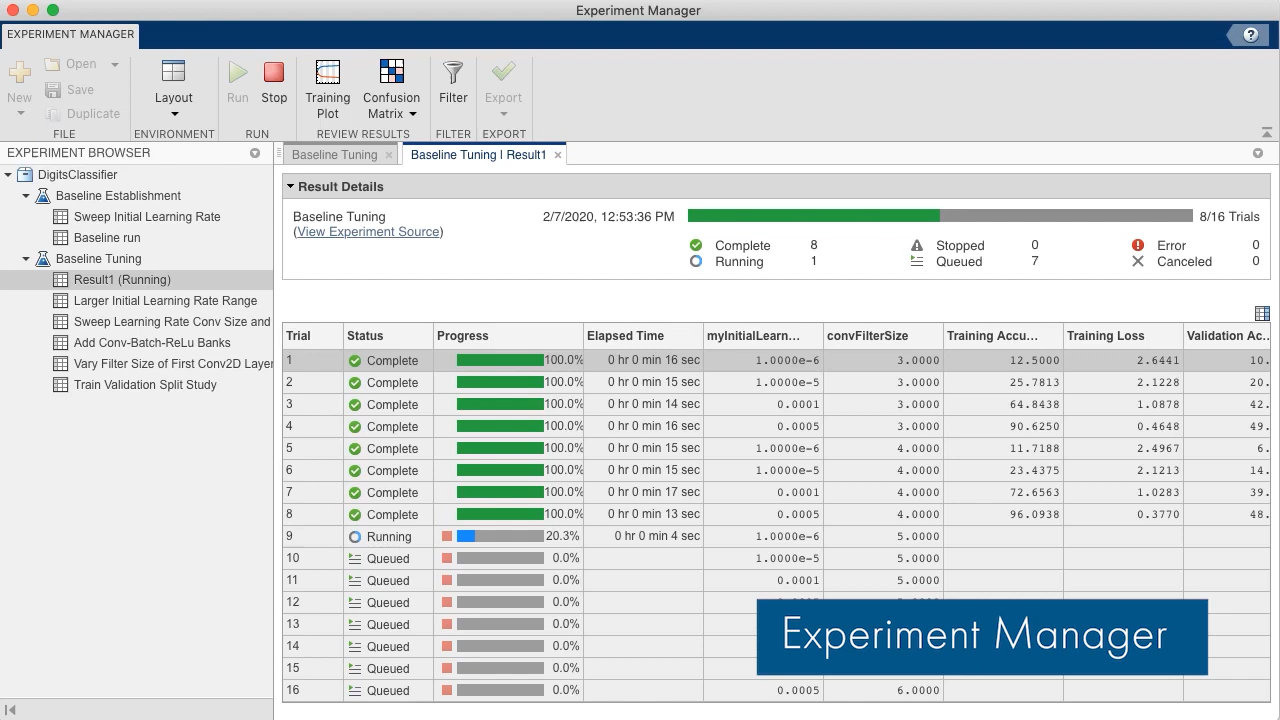 Experiment Manager
EXPERIMENT MANAGER
?
New
Open
Save
Duplicate
FILE
Layout
ENVIRONMENT
Run
Stop
RUN
Training Plot
Confusion Matrix
REVIEW RESULTS
Filter
FILTER
Export
EXPORT
EXPERIMENT BROWSER
DigitsClassifier
Baseline Establishment
Sweep Initial Learning Rate
Baseline run
Baseline Tuning
Result1 (Running)
Larger Initial Learning Rate Range
Sweep Learning Rate Conv Size and
Add Conv-Batch-ReLu Banks
Vary Filter Size of First Conv2D Layer
Train Validation Split Study
Baseline Tuning ×
Baseline Tuning | Result1 ×
Result Details
Baseline Tuning 2/7/2020, 12:53:36 PM 8/16 Trials
(View Experiment Source)
Complete 8 Stopped 0 Error 0
Running 1 Queued 7 Canceled 0
Trial Status Progress Elapsed Time myInitialLearn... convFilterSize Training Accu... Training Loss Validation Ac...
1 Complete 100.0% 0 hr 0 min 16 sec 1.0000e-6 3.0000 12.5000 2.6441 10.
2 Complete 100.0% 0 hr 0 min 15 sec 1.0000e-5 3.0000 25.7813 2.1228 20.
3 Complete 100.0% 0 hr 0 min 14 sec 0.0001 3.0000 64.8438 1.0878 42.
4 Complete 100.0% 0 hr 0 min 16 sec 0.0005 3.0000 90.6250 0.4648 49.
5 Complete 100.0% 0 hr 0 min 15 sec 1.0000e-6 4.0000 11.7188 2.4967 6.
6 Complete 100.0% 0 hr 0 min 15 sec 1.0000e-5 4.0000 23.4375 2.1213 14.
7 Complete 100.0% 0 hr 0 min 17 sec 0.0001 4.0000 72.6563 1.0283 39.
8 Complete 100.0% 0 hr 0 min 13 sec 0.0005 4.0000 96.0938 0.3770 48.
9 Running 20.3% 0 hr 0 min 4 sec 1.0000e-6 5.0000
10 Queued 0.0% 1.0000e-5 5.0000
11 Queued 0.0% 0.0001 5.0000
12 Queued 0.0%
13 Queued 0.0%
14 Queued 0.0%
15 Queued 0.0%
16 Queued 0.0% 0.0005 6.0000
Experiment Manager